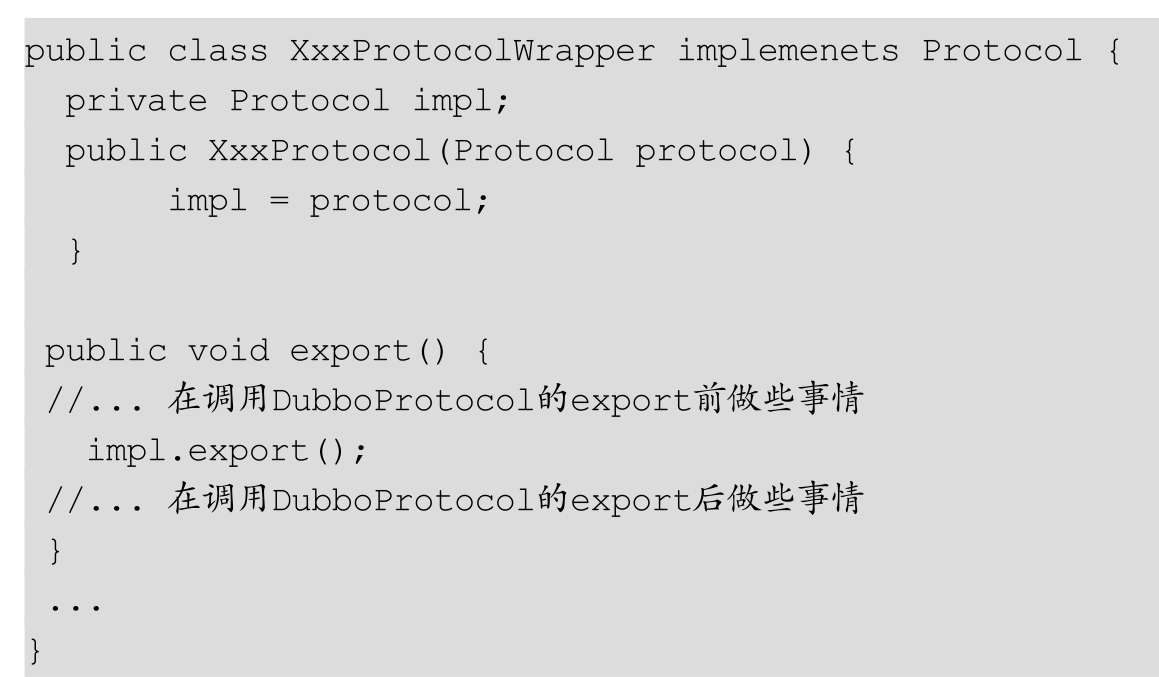 public class XxxProtocolWrapper implemenets Protocol {
private Protocol impl;
public XxxProtocol(Protocol protocol) {
impl = protocol;
}
public void export() {
//... 在调用DubboProtocol的export前做些事情
impl.export();
//... 在调用DubboProtocol的export后做些事情
}
...
}